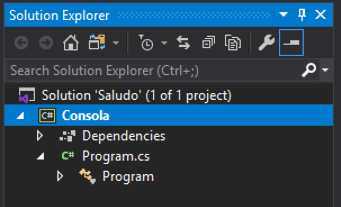 Solution Explorer
Search Solution Explorer (Ctrl+;)
Solution 'Saludo' (1 of 1 project)
C# Consola
Dependencies
C# Program.cs
Program